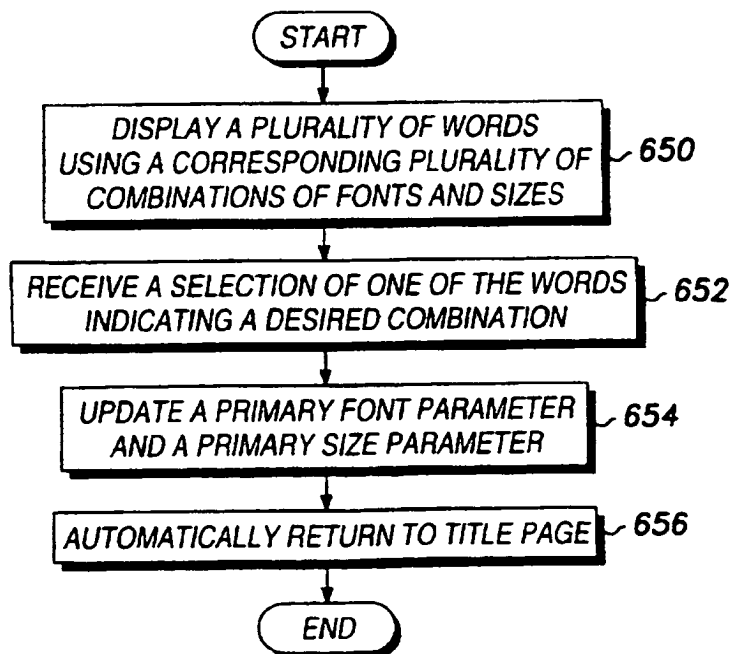 START
DISPLAY A PLURALITY OF WORDS
USING A CORRESPONDING PLURALITY OF
COMBINATIONS OF FONTS AND SIZES
650
RECEIVE A SELECTION OF ONE OF THE WORDS
INDICATING A DESIRED COMBINATION
652
UPDATE A PRIMARY FONT PARAMETER
AND A PRIMARY SIZE PARAMETER
654
AUTOMATICALLY RETURN TO TITLE PAGE
656
END